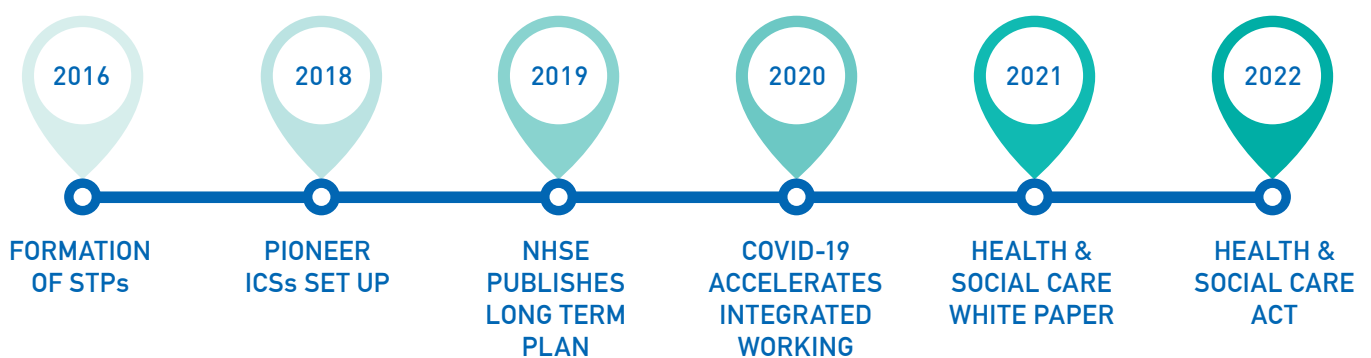 2016
2018
2019
2020
2021
2022
FORMATION
OF STPs
PIONEER
ICSs SET UP
NHSE
PUBLISHES
LONG TERM
PLAN
COVID-19
ACCELERATES
INTEGRATED
WORKING
HEALTH &
SOCIAL CARE
WHITE PAPER
HEALTH &
SOCIAL CARE
ACT